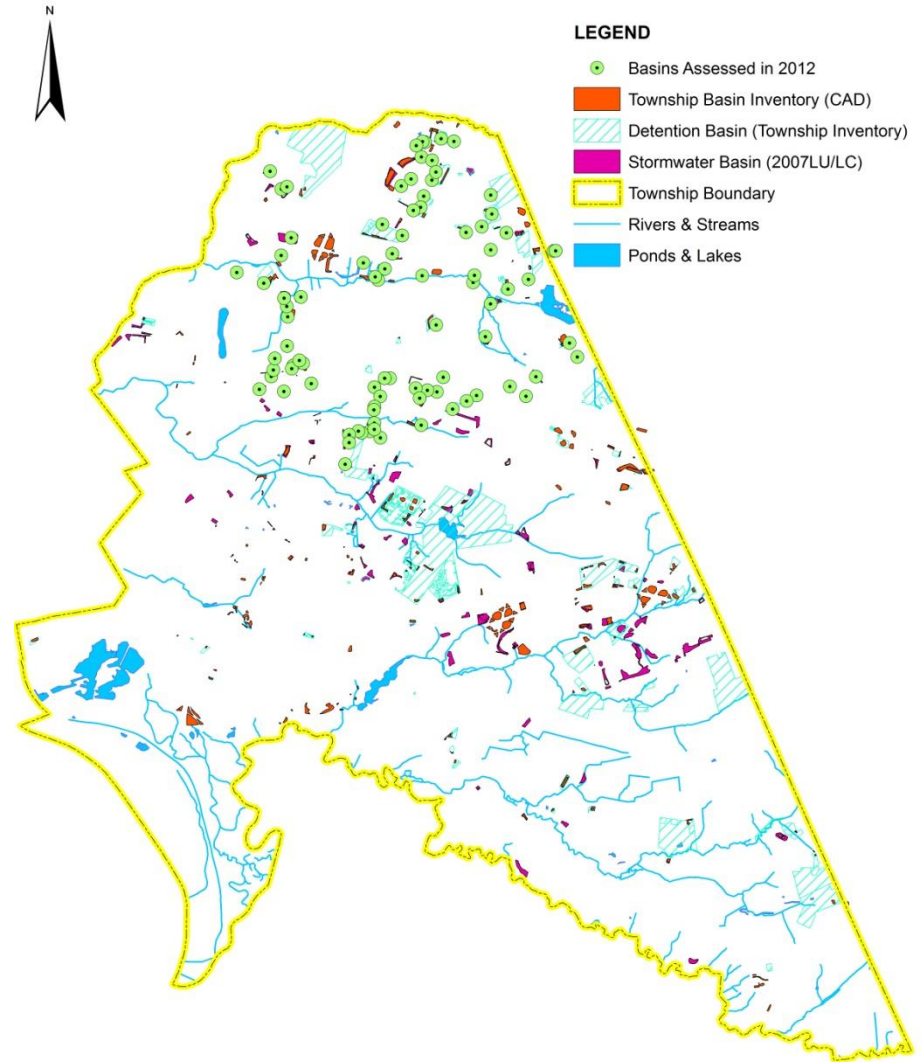 N
LEGEND
Basins Assessed in 2012
Township Basin Inventory (CAD)
Detention Basin (Township Inventory)
Stormwater Basin (2007LU/LC)
Township Boundary
Rivers & Streams
Ponds & Lakes